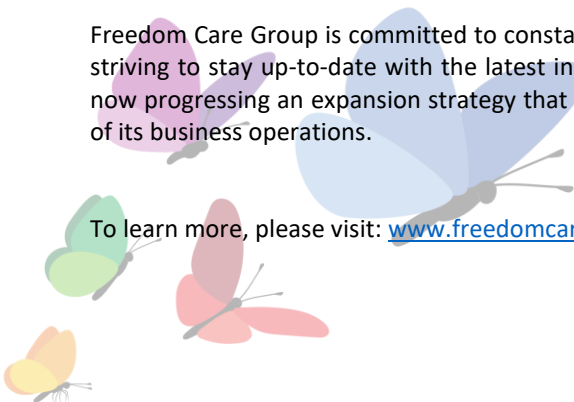 Freedom Care Group is committed to consta
striving to stay up-to-date with the latest in
now progressing an expansion strategy that
of its business operations.
To learn more, please visit: www.freedomcar